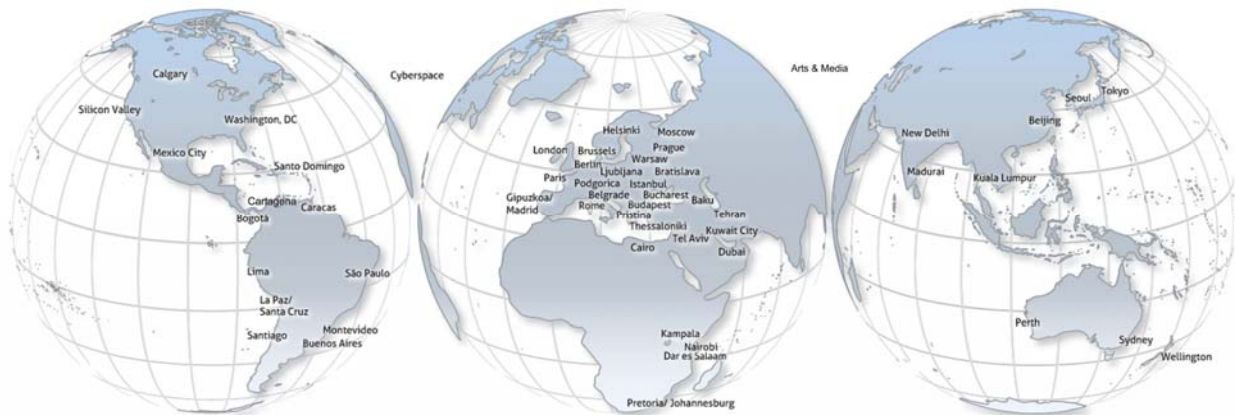 Calgary
Silicon Valley
Washington, DC
Mexico City
Santo Domingo
Cartagena
Caracas
Bogotá
Lima
São Paulo
La Paz/
Santa Cruz
Santiago
Montevideo
Buenos Aires
Cyberspace
Helsinki
Moscow
London
Brussels
Prague
Berlin
Warsaw
Paris
Ljubljana
Bratislava
Podgorica
Istanbul
Gipuzkoa/
Madrid
Belgrade
Bucharest
Baku
Rome
Budapest
Pristina
Tehran
Thessaloniki
Kuwait City
Tel Aviv
Cairo
Dubai
Kampala
Nairobi
Dar es Salaam
Pretoria/ Johannesburg
Arts & Media
Seoul
Tokyo
Beijing
New Delhi
Madurai
Kuala Lumpur
Perth
Sydney
Wellington